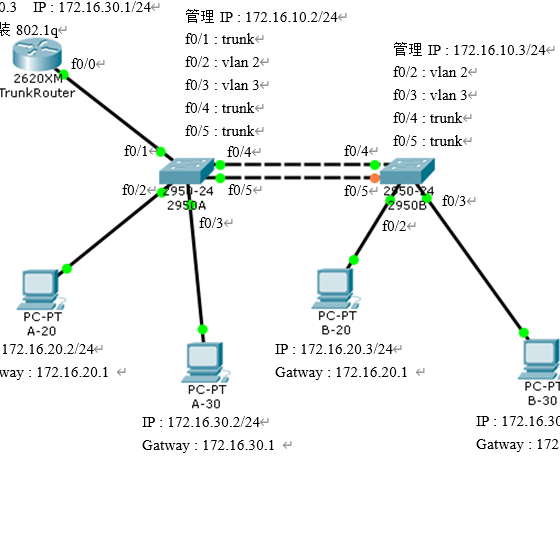 0.3 IP : 172.16.30.1/24
装 802.1q
f0/0
2620XM
TrunkRouter
管理 IP : 172.16.10.2/24
f0/1 : trunk
f0/2 : vlan 2
f0/3 : vlan 3
f0/4 : trunk
f0/5 : trunk
管理 IP : 172.16.10.3/24
f0/2 : vlan 2
f0/3 : vlan 3
f0/4 : trunk
f0/5 : trunk
f0/1
f0/4
f0/4
f0/2
2950-24
2950A
f0/5
f0/5
2950-24
2950B
f0/3
f0/3
f0/2
PC-PT
A-20
PC-PT
B-20
172.16.20.2/24
way : 172.16.20.1
IP : 172.16.20.3/24
Gatway : 172.16.20.1
PC-PT
A-30
PC-PT
B-30
IP : 172.16.30.2/24
Gatway : 172.16.30.1
IP : 172.16.30
Gatway : 172